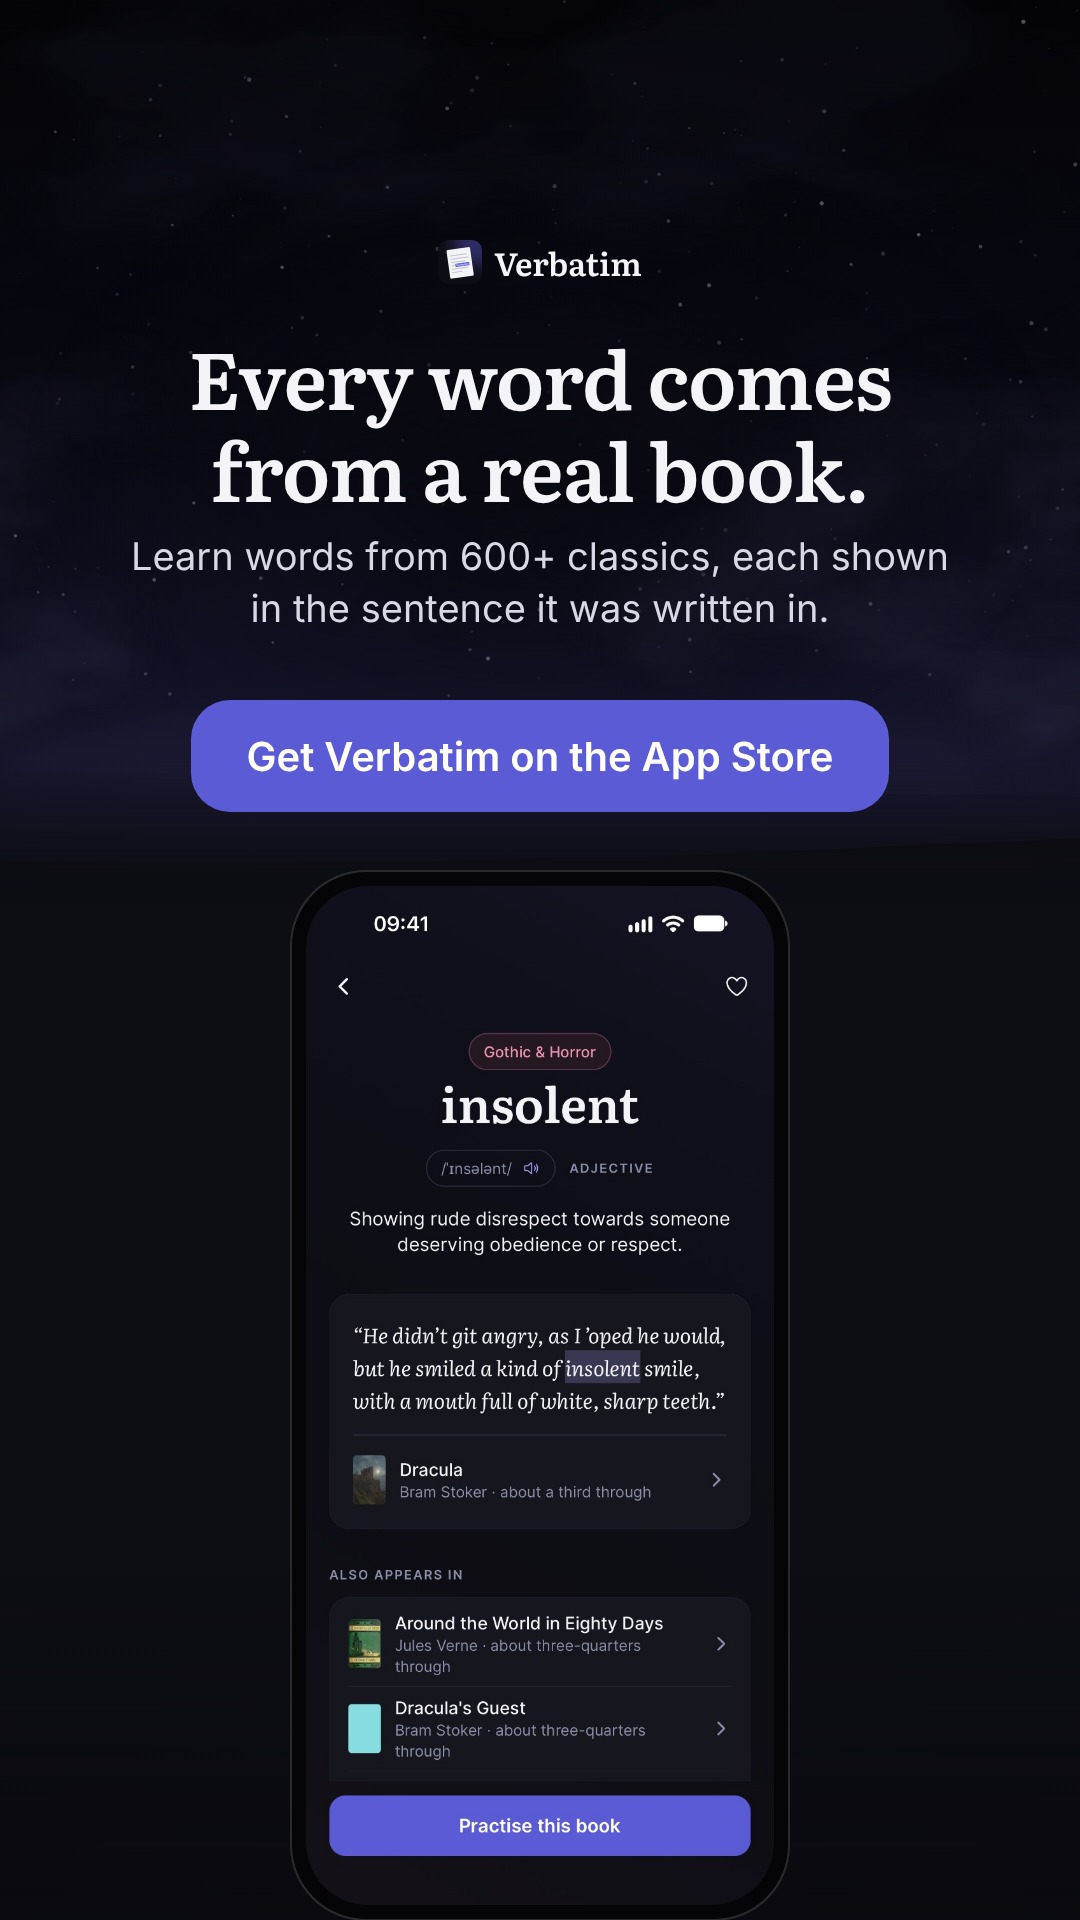 Verbatim
Every word comes
from a real book.
Learn words from 600+ classics, each shown
in the sentence it was written in.
Get Verbatim on the App Store
09:41
Gothic & Horror
insolent
/ˈɪnsələnt/ ADJECTIVE
Showing rude disrespect towards someone
deserving obedience or respect.
“He didn’t git angry, as I ’oped he would,
but he smiled a kind of insolent smile,
with a mouth full of white, sharp teeth.”
Dracula
Bram Stoker · about a third through
ALSO APPEARS IN
Around the World in Eighty Days
Jules Verne · about three-quarters
through
Dracula's Guest
Bram Stoker · about three-quarters
through
Practise this book